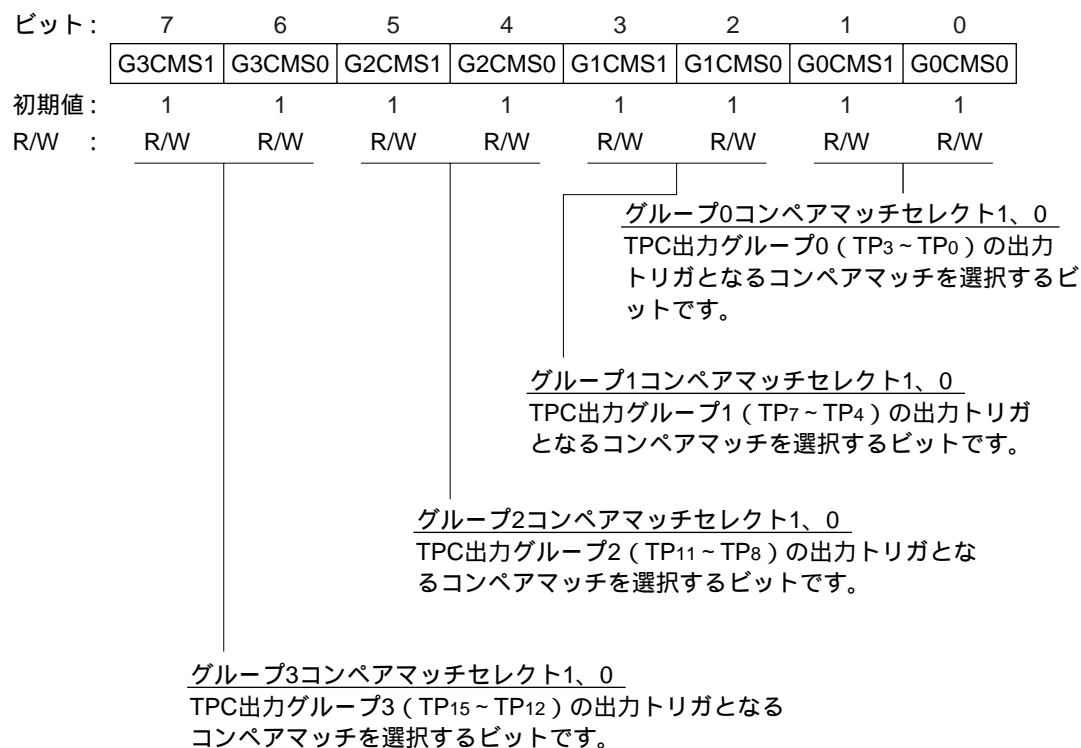 ビット: 7 6 5 4 3 2 1 0
G3CMS1 G3CMS0 G2CMS1 G2CMS0 G1CMS1 G1CMS0 G0CMS1 G0CMS0
初期値: 1 1 1 1 1 1 1 1
R/W : R/W R/W R/W R/W R/W R/W R/W R/W
グループ0コンペアマッチセレクト1、0
TPC出力グループ0(TP3~TP0)の出力
トリガとなるコンペアマッチを選択するビ
ットです。
グループ1コンペアマッチセレクト1、0
TPC出力グループ1(TP7~TP4)の出力トリガ
となるコンペアマッチを選択するビットです。
グループ2コンペアマッチセレクト1、0
TPC出力グループ2(TP11~TP8)の出力トリガとな
るコンペアマッチを選択するビットです。
グループ3コンペアマッチセレクト1、0
TPC出力グループ3(TP15~TP12)の出力トリガとなる
コンペアマッチを選択するビットです。